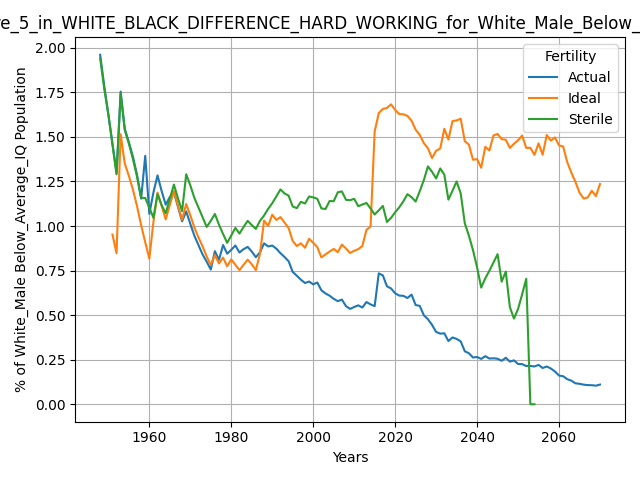 e_5_in_WHITE_BLACK_DIFFERENCE_HARD_WORKING_for_White_Male_Below_
2.00
1.75
1.50
1.25
1.00
0.75
0.50
0.25
0.00
% of White_Male Below_Average_IQ Population
Fertility
Actual
Ideal
Sterile
1960
1980
2000
2020
2040
2060
Years